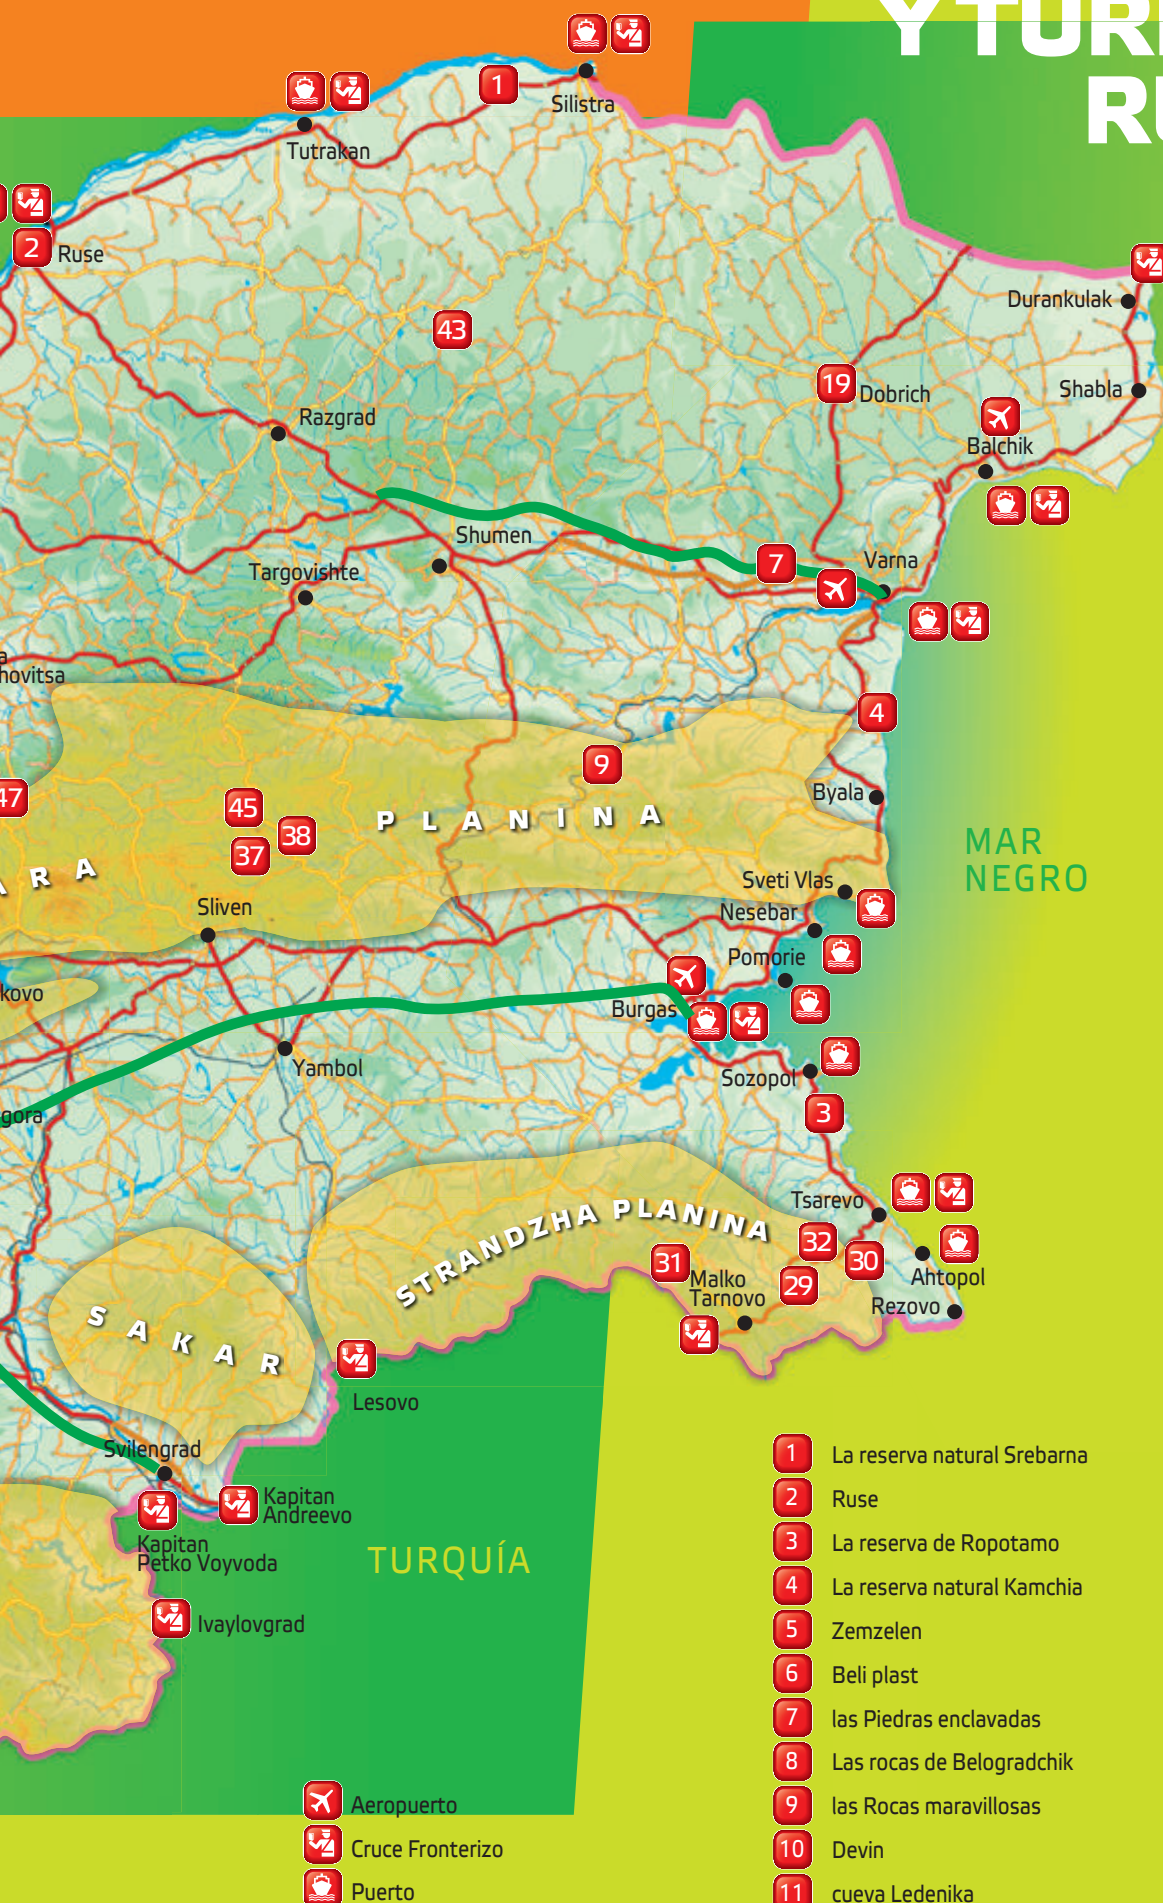 Y TUR
R
1
Silistra
Tutrakan
2
Ruse
Durankulak
43
19
Dobrich
Shabla
Razgrad
Balchik
Shumen
7
Varna
Targovishte
hovitsa
4
9
47
45
38
37
P L A N I N A
Byala
R A
MAR
NEGRO
Sveti Vlas
Sliven
Nesebar
Pomorie
kovo
Burgas
Yambol
Sozopol
gora
3
Tsarevo
STRANDZHA PLANINA
32
31
30
29
Malko
Tarnovo
Ahtopol
Rezovo
S A K A R
Lesovo
Svilengrad
Kapitan
Andreevo
Kapitan
Petko Voyvoda
TURQUÍA
Ivaylovgrad
1 La reserva natural Srebarna
2 Ruse
3 La reserva de Ropotamo
4 La reserva natural Kamchia
5 Zemzelen
6 Beli plast
7 las Piedras enclavadas
8 Las rocas de Belogradchik
9 las Rocas maravillosas
10 Devin
11 cueva Ledenika
Aeropuerto
Cruce Fronterizo
Puerto